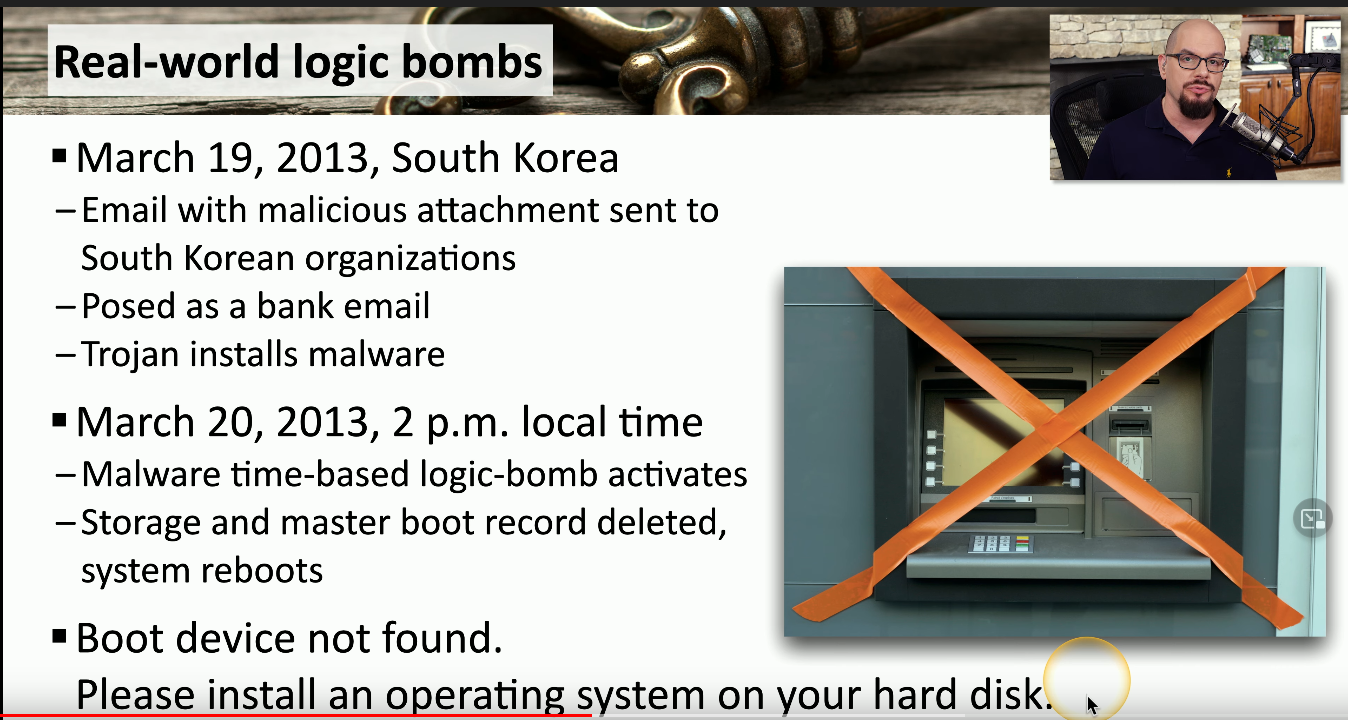 Real-world logic bombs
▪ March 19, 2013, South Korea
– Email with malicious attachment sent to
South Korean organizations
– Posed as a bank email
– Trojan installs malware
▪ March 20, 2013, 2 p.m. local time
– Malware time-based logic-bomb activates
– Storage and master boot record deleted,
system reboots
▪ Boot device not found.
Please install an operating system on your hard disk.